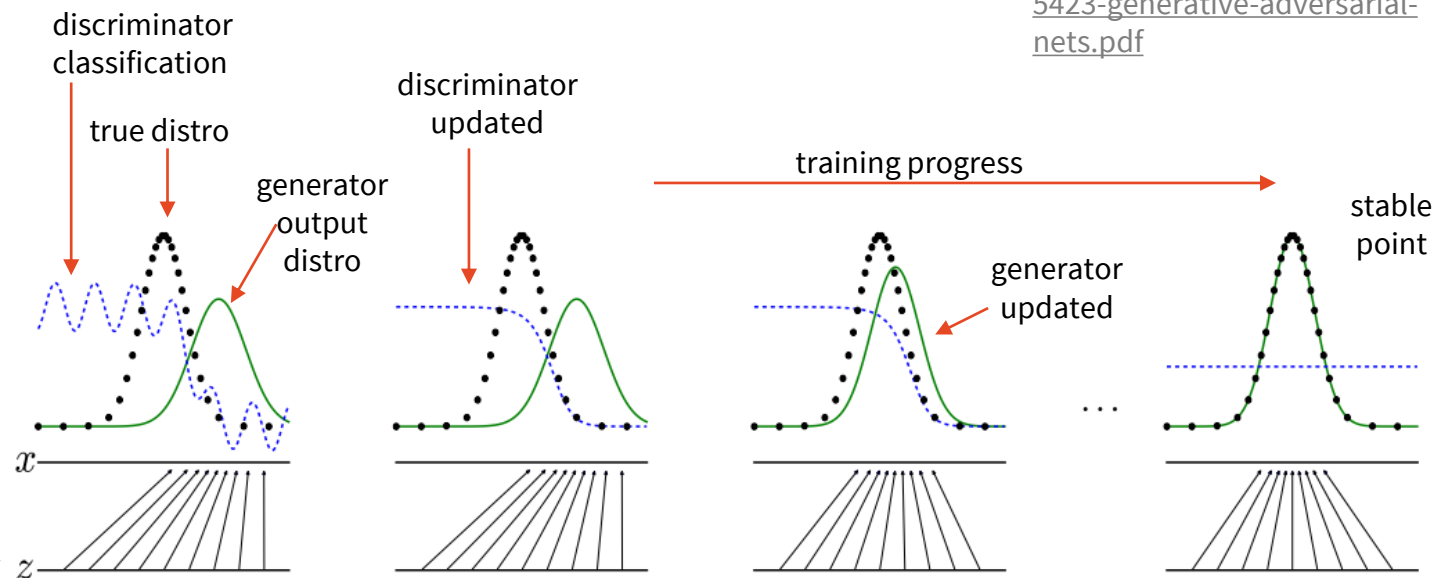 5423-generative-adversarial-
nets.pdf
discriminator
classification
true distro
generator
output
distro
discriminator
updated
training progress
generator
updated
stable
point
...
x
z